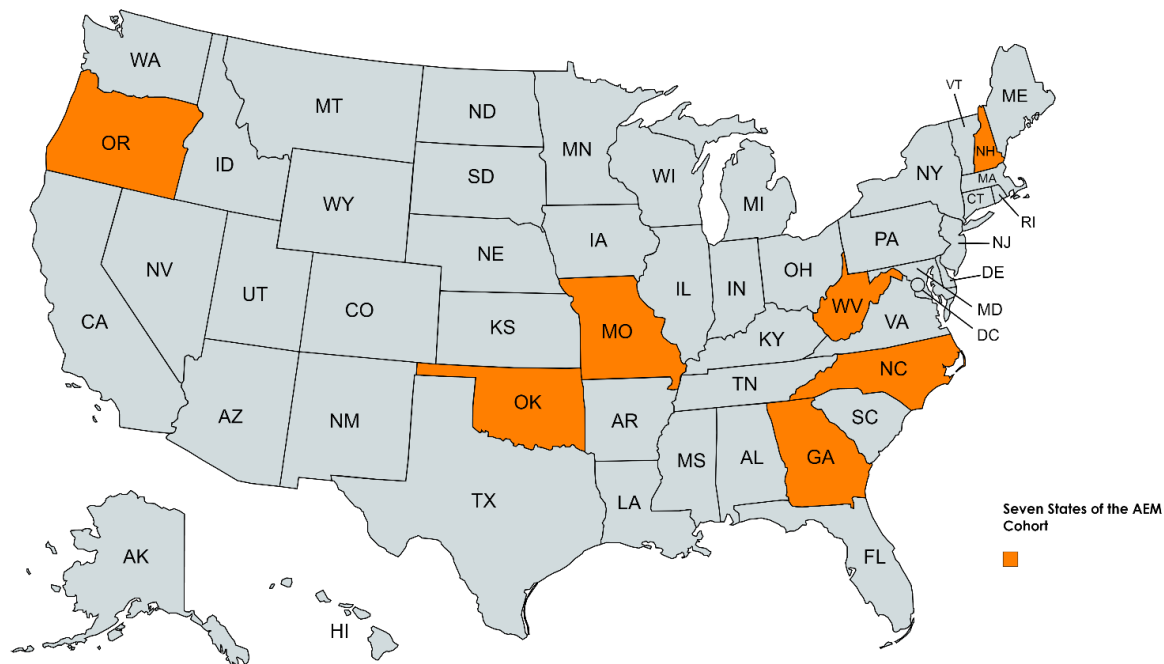 WA
MT
ND
MN
VT
ME
OR
ID
SD
WI
MI
NY
NH
MA
CT
RI
WY
IA
NE
PA
NJ
NV
UT
CO
IL
IN
OH
DE
CA
KS
MO
WV
MD
VA
DC
KY
AZ
NM
OK
AR
TN
NC
SC
MS
AL
GA
TX
LA
FL
AK
HI
Seven States of the AEM
Cohort